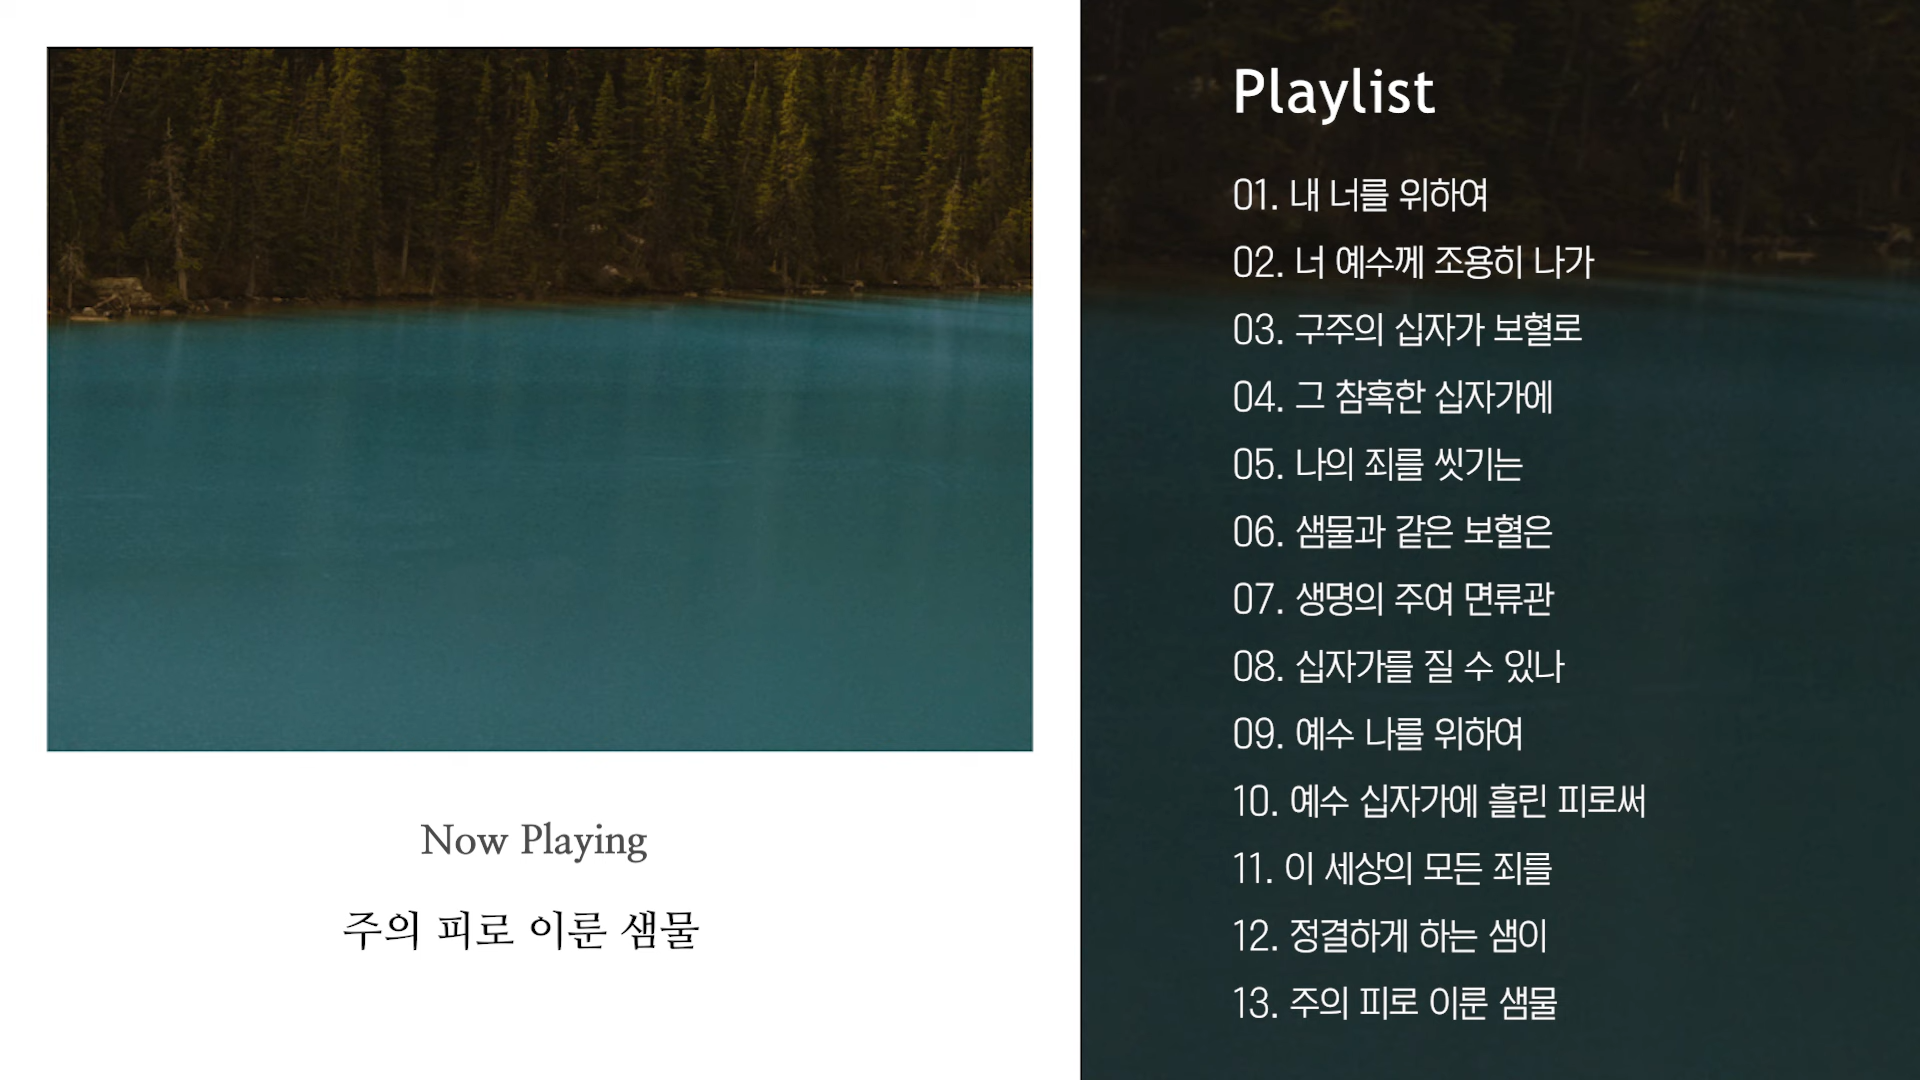 Now Playing
주의 피로 이룬 샘물
Playlist
01. 내 너를 위하여
02. 너 예수께 조용히 나가
03. 구주의 십자가 보혈로
04. 그 참혹한 십자가에
05. 나의 죄를 씻기는
06. 샘물과 같은 보혈은
07. 생명의 주여 면류관
08. 십자가를 질 수 있나
09. 예수 나를 위하여
10. 예수 십자가에 흘린 피로써
11. 이 세상의 모든 죄를
12. 정결하게 하는 샘이
13. 주의 피로 이룬 샘물